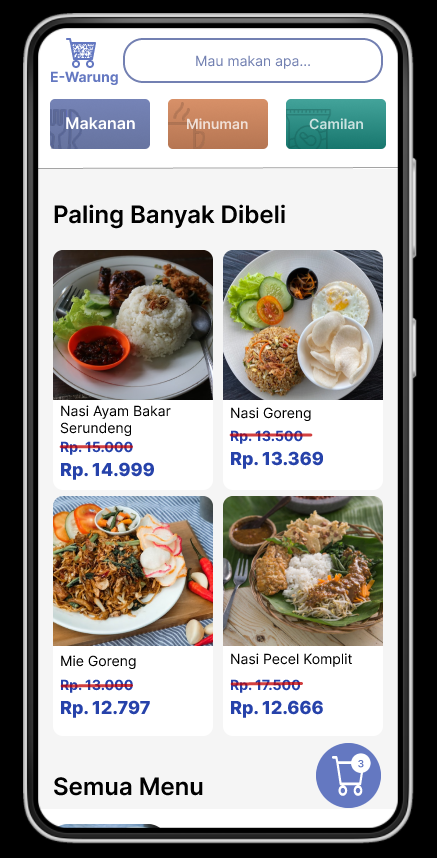 E-Warung
Mau makan apa...
Makanan
Minuman
Camilan
Paling Banyak Dibeli
Nasi Ayam Bakar
Serundeng
Rp. 15.000
Rp. 14.999
Nasi Goreng
Rp. 13.500
Rp. 13.369
Mie Goreng
Rp. 13.000
Rp. 12.797
Nasi Pecel Komplit
Rp. 17.500
Rp. 12.666
3
Semua Menu